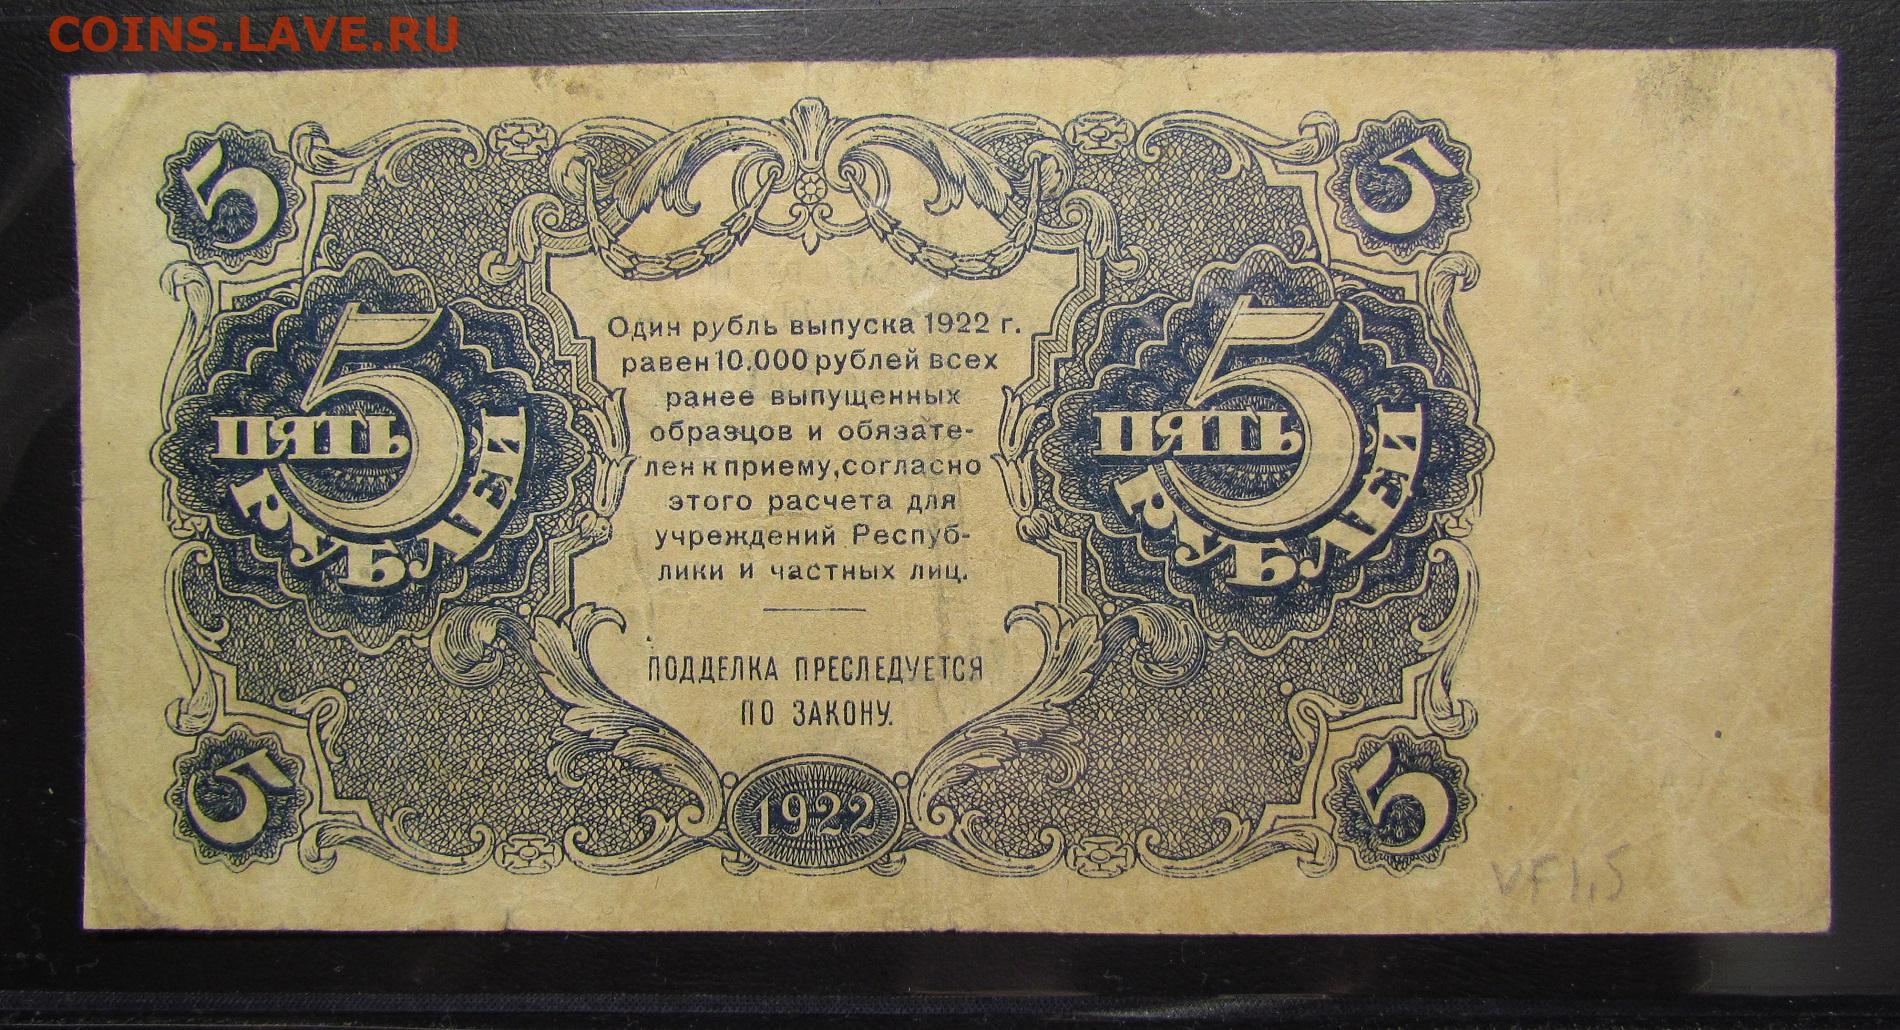 COINS.LAVE.RU
5
5
5 ПЯТЬ РУБЛЕЙ
5 ПЯТЬ РУБЛЕЙ
Один рубль выпуска 1922 г.
равен 10.000 рублей всех
ранее выпущенных
образцов и обязате-
лен к приему, согласно
этого расчета для
учреждений Респуб-
лики и частных лиц.
ПОДДЕЛКА ПРЕСЛЕДУЕТСЯ
ПО ЗАКОНУ.
5
1922
5
VF1,5